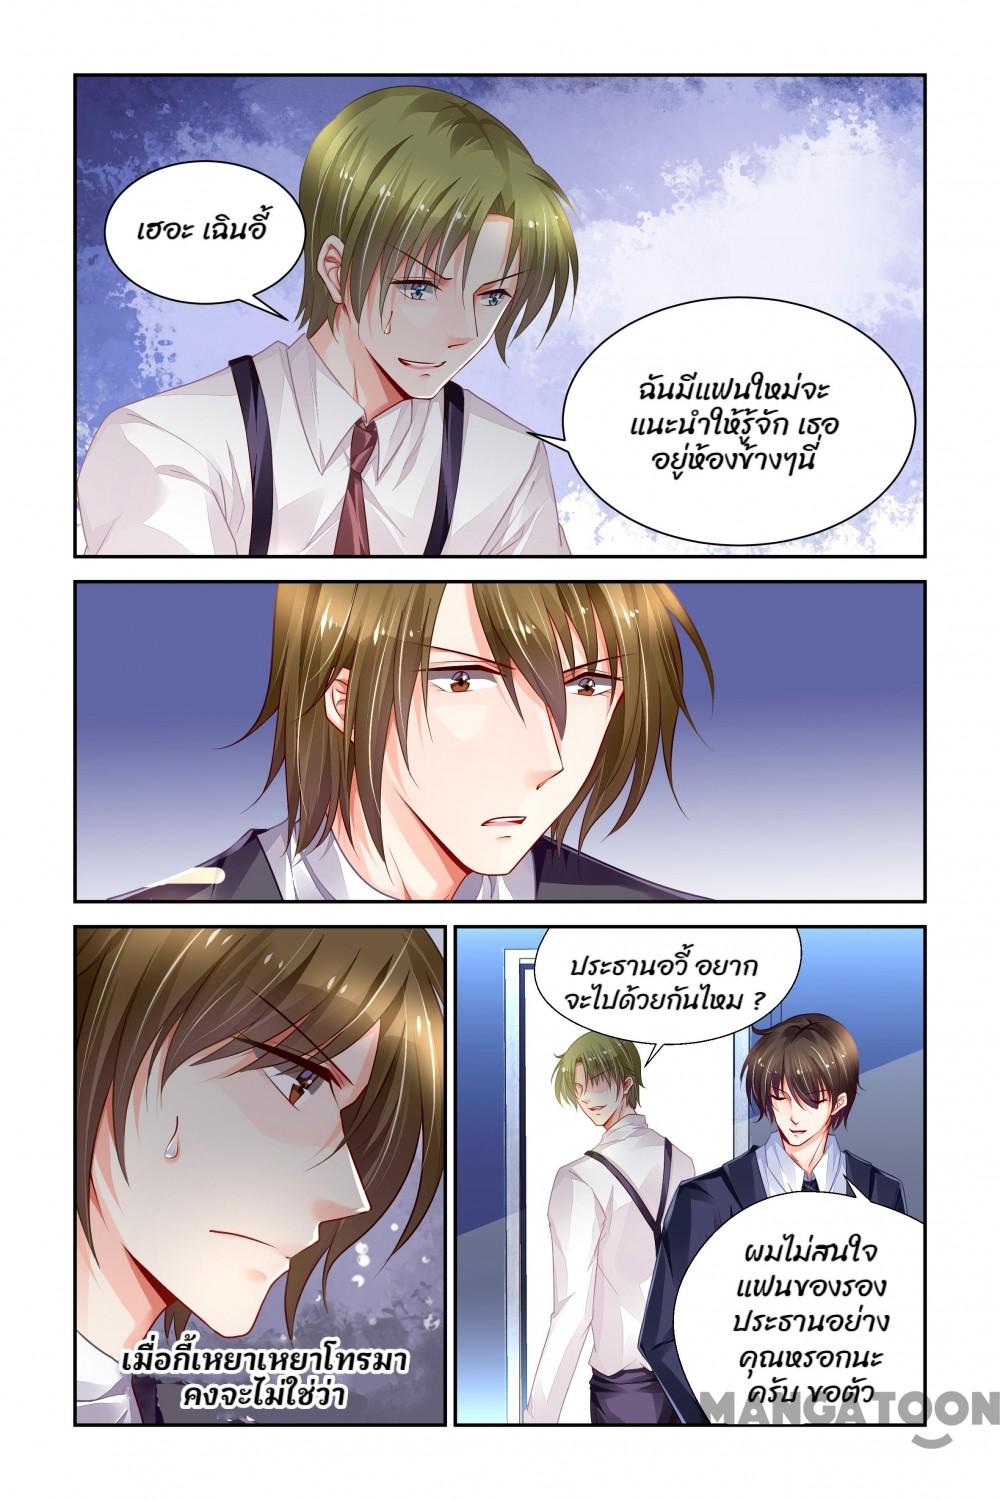 เฮอะ เฉินอี้
ฉันมีแฟนใหม่จะ
แนะนำให้รู้จัก เธอ
อยู่ห้องข้างๆนี่
เมื่อกี้เหยาเหยาโทรมา
คงจะไม่ใช่ว่า
ประธานอวี้ อยาก
จะไปด้วยกันไหม ?
ผมไม่สนใจ
แฟนของรอง
ประธานอย่าง
คุณหรอกนะ
ครับ ขอตัว
MANGATOON